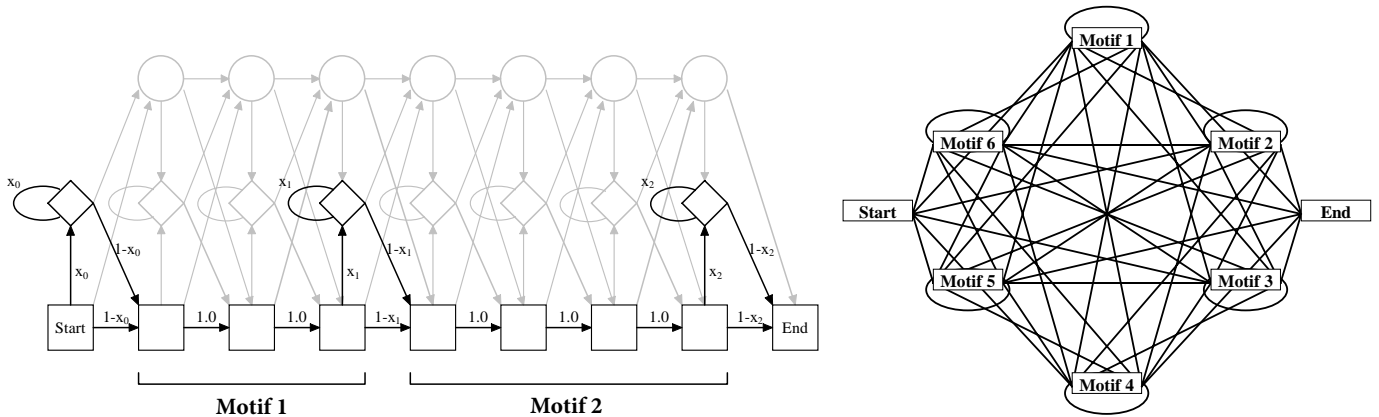 x₀
x₁
x₂
1-x₀
1-x₁
1-x₂
x₀
x₁
x₂
Start
1-x₀
1.0
1.0
1-x₁
1.0
1.0
1.0
1-x₂
End
Motif 1
Motif 2
Motif 1
Motif 6
Motif 2
Start
End
Motif 5
Motif 3
Motif 4